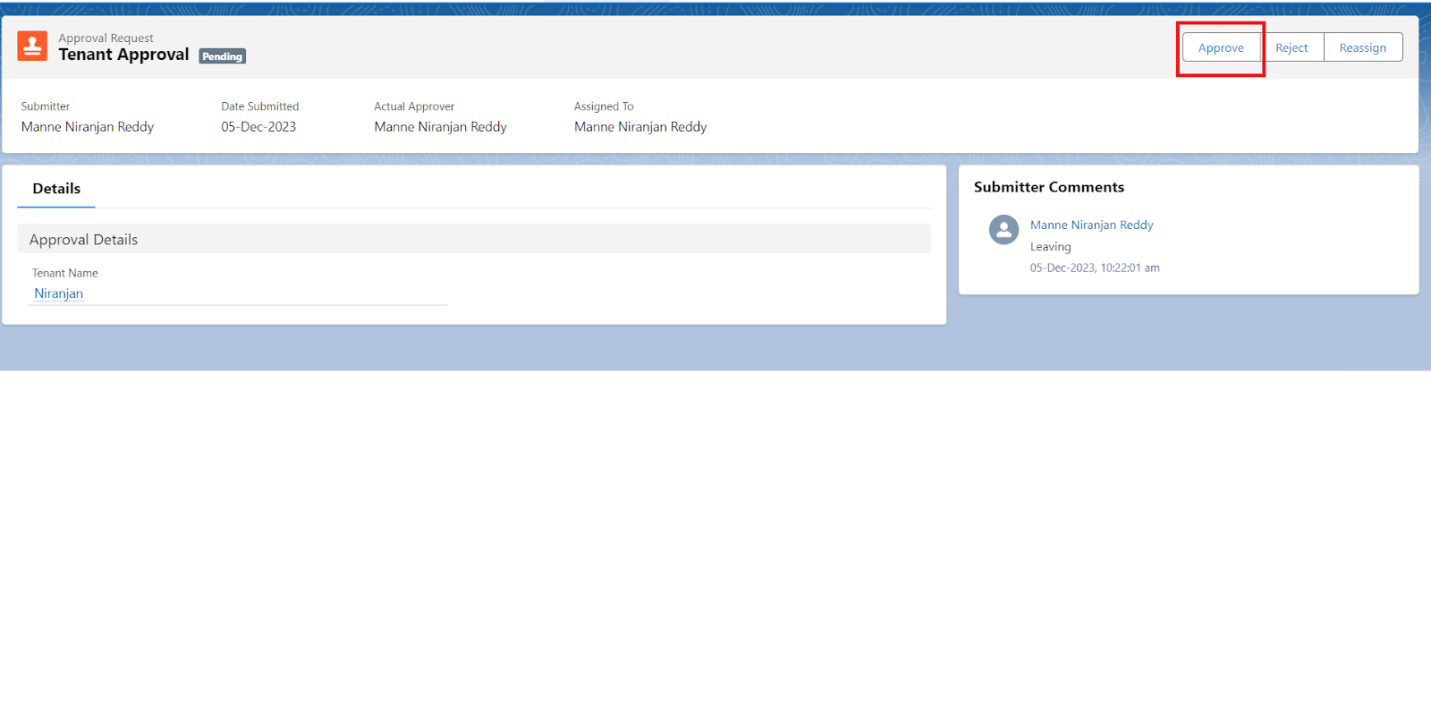 Approval Request
Tenant Approval Pending
Approve Reject Reassign
Submitter Date Submitted Actual Approver Assigned To
Manne Niranjan Reddy 05-Dec-2023 Manne Niranjan Reddy Manne Niranjan Reddy
Details
Approval Details
Tenant Name
Niranjan
Submitter Comments
Manne Niranjan Reddy
Leaving
05-Dec-2023, 10:22:01 am